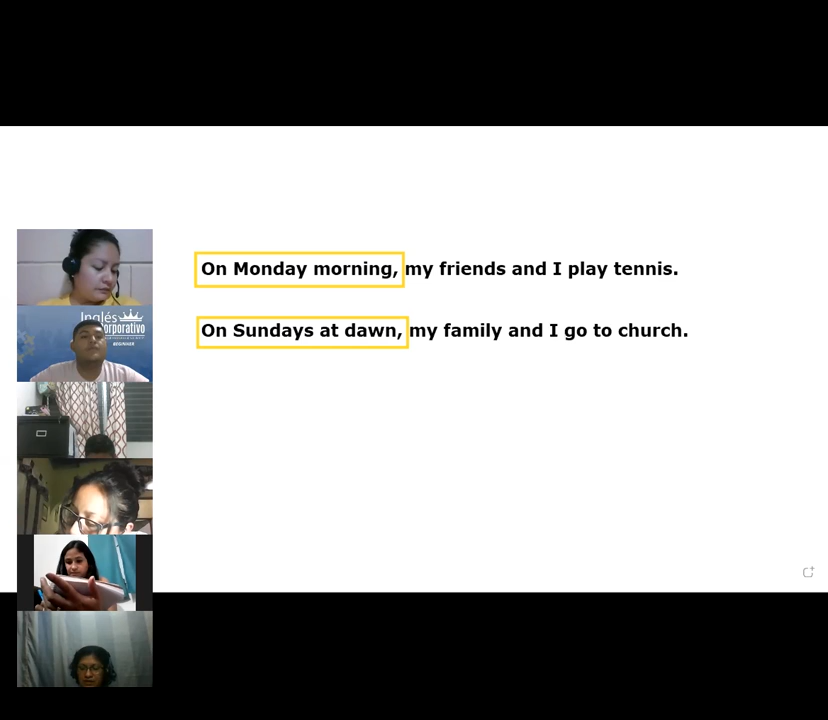 On Monday morning, my friends and I play tennis.
On Sundays at dawn, my family and I go to church.
Inglés
orporativo
BEGINNER